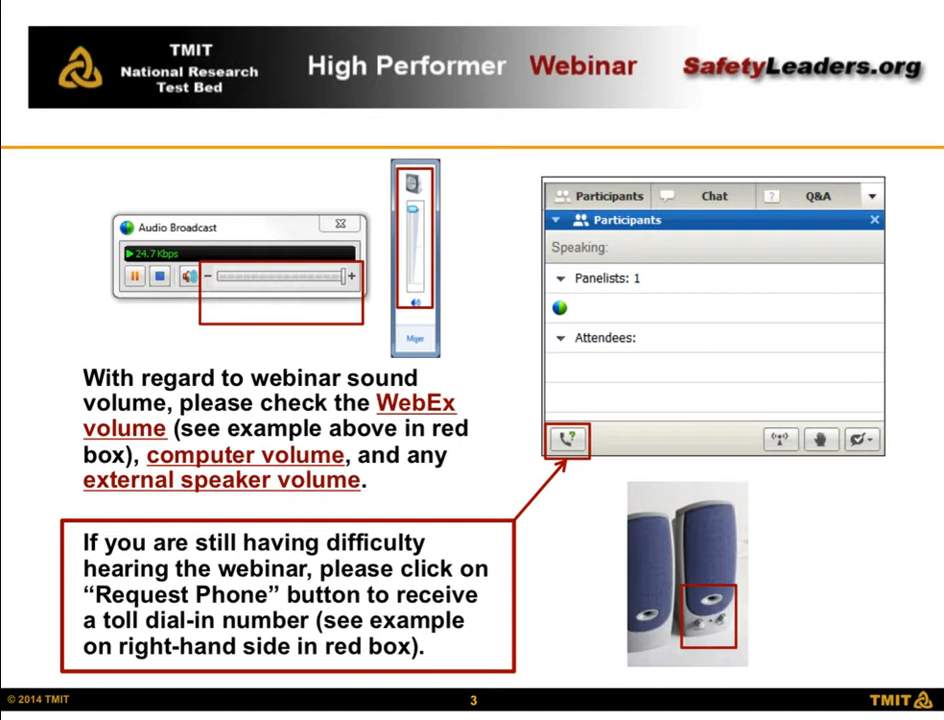 TMIT
National Research
Test Bed
High Performer Webinar
SafetyLeaders.org
Audio Broadcast
24.7 Kbps
Mixer
Participants
Chat
Q&A
Participants
Speaking:
Panelists: 1
Attendees:
With regard to webinar sound
volume, please check the WebEx
volume (see example above in red
box), computer volume, and any
external speaker volume.
If you are still having difficulty
hearing the webinar, please click on
“Request Phone” button to receive
a toll dial-in number (see example
on right-hand side in red box).
© 2014 TMIT
3
TMIT